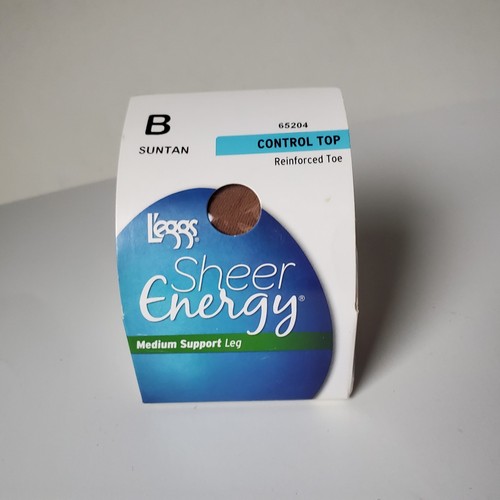 B
SUNTAN
65204
CONTROL TOP
Reinforced Toe
L'eggs®
Sheer
Energy®
Medium Support Leg